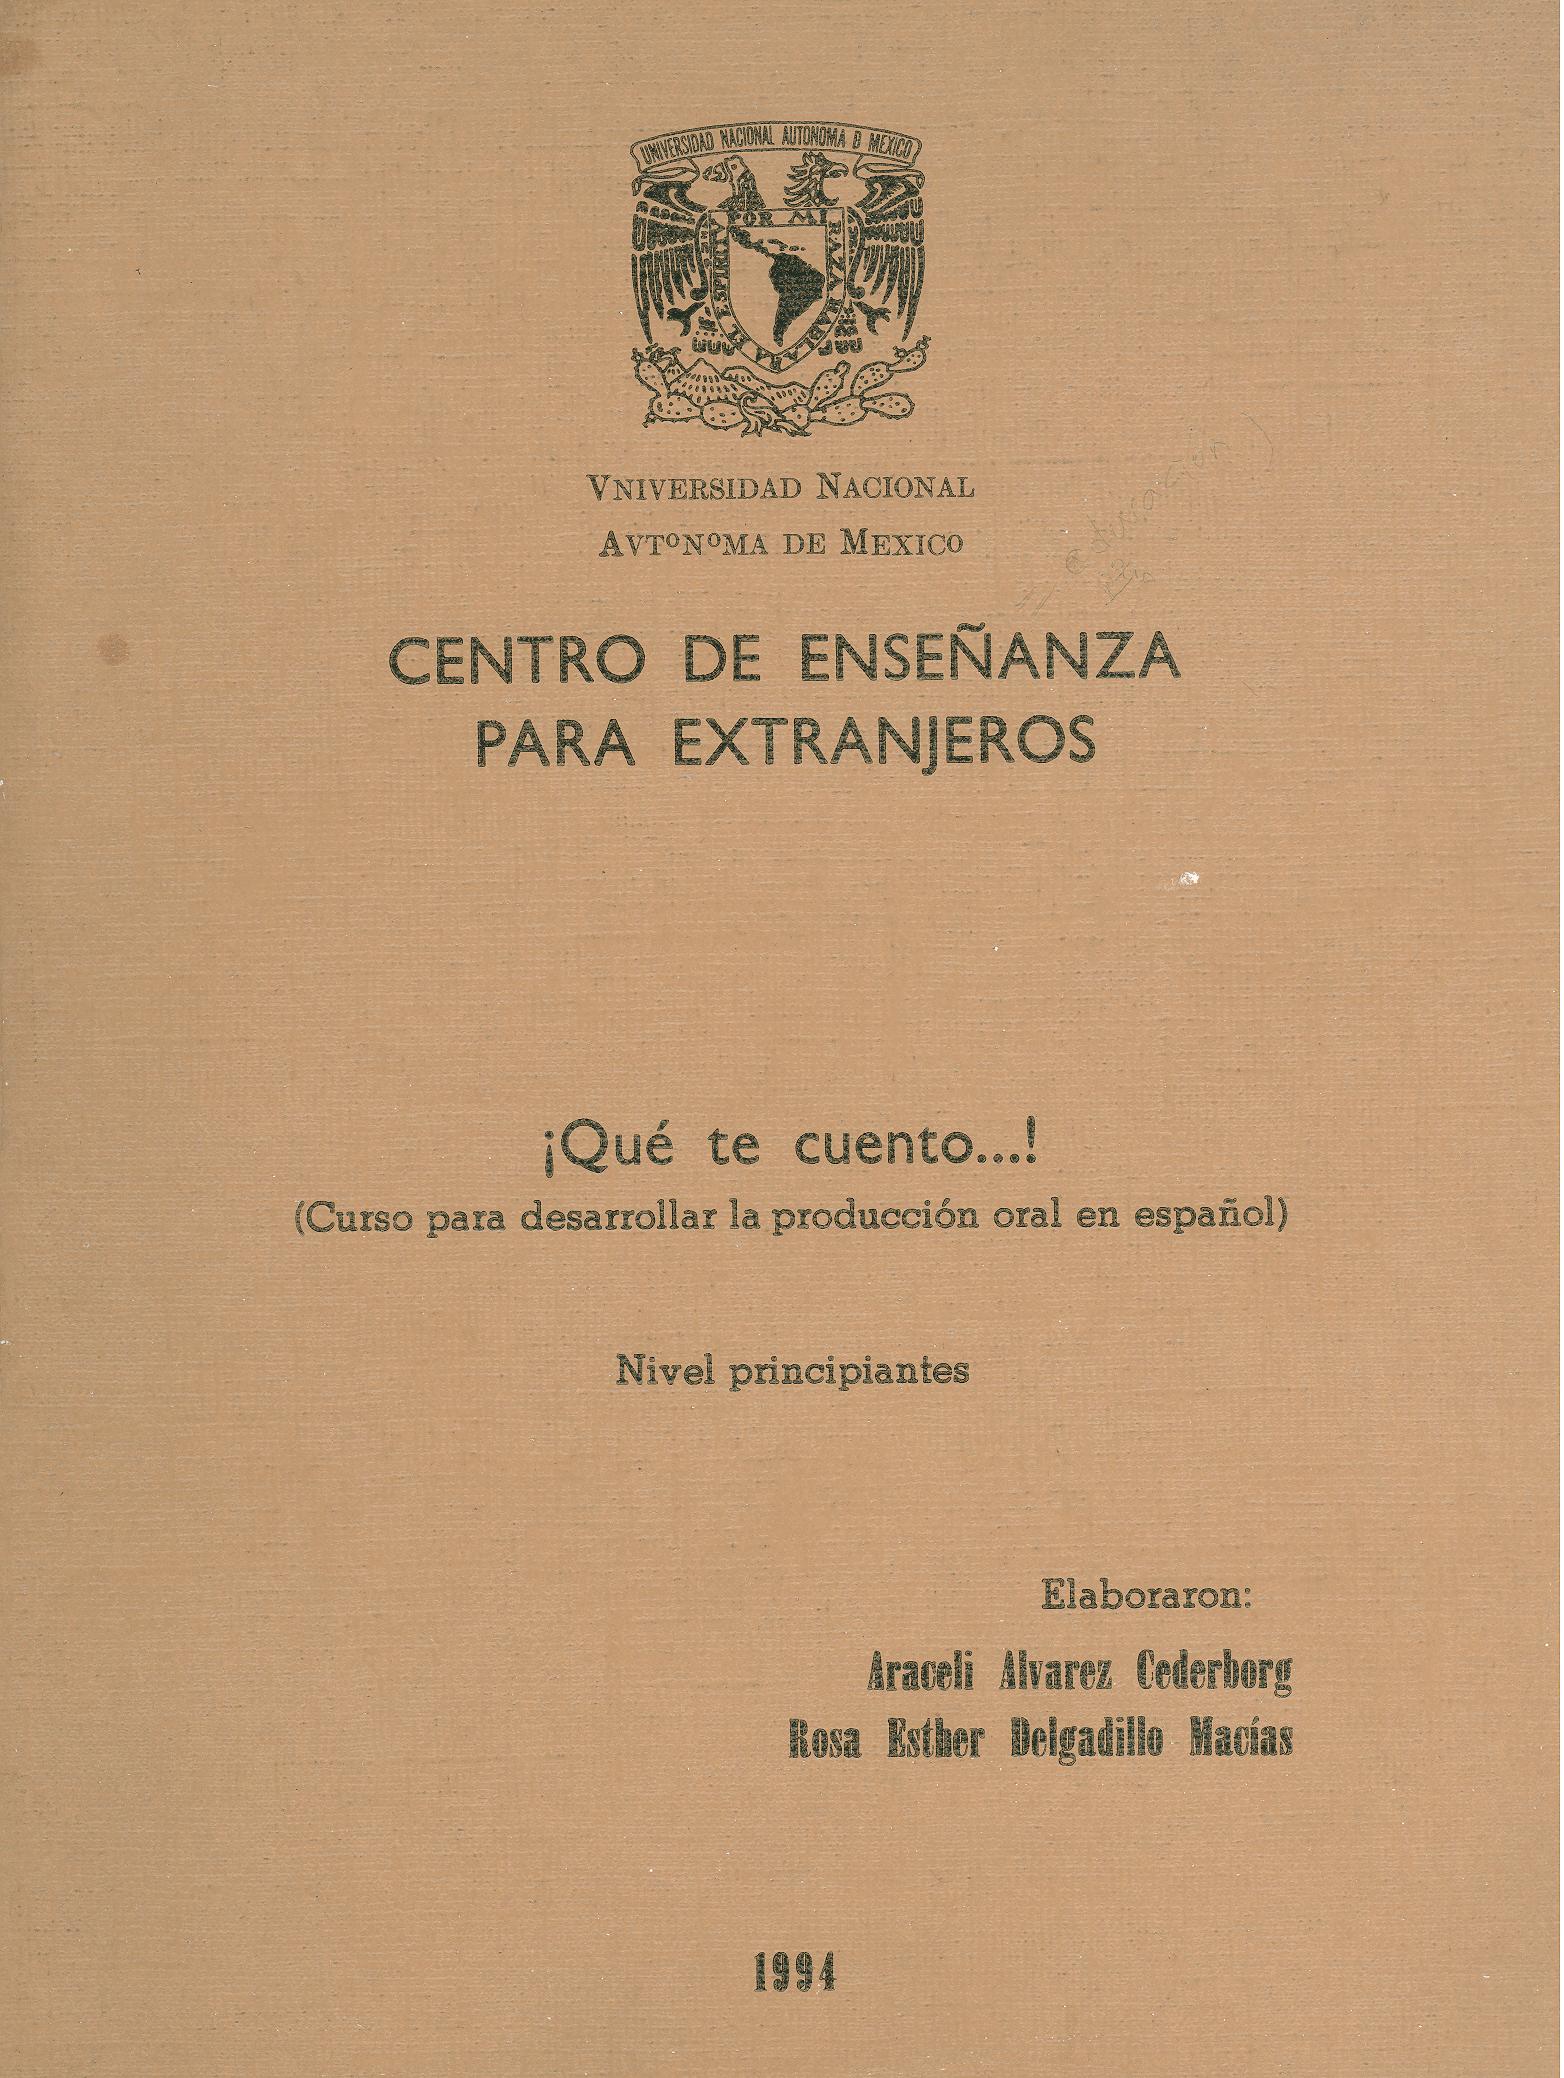 UNIVERSIDAD NACIONAL AUTONOMA D MEXICO
POR MI RAZA HABLARA EL ESPIRITV
VNIVERSIDAD NACIONAL
AVTONOMA DE MEXICO
CENTRO DE ENSEÑANZA
PARA EXTRANJEROS
¡Qué te cuento...!
(Curso para desarrollar la producción oral en español)
Nivel principiantes
Elaboraron:
Araceli Alvarez Cederborg
Rosa Esther Delgadillo Macías
1994